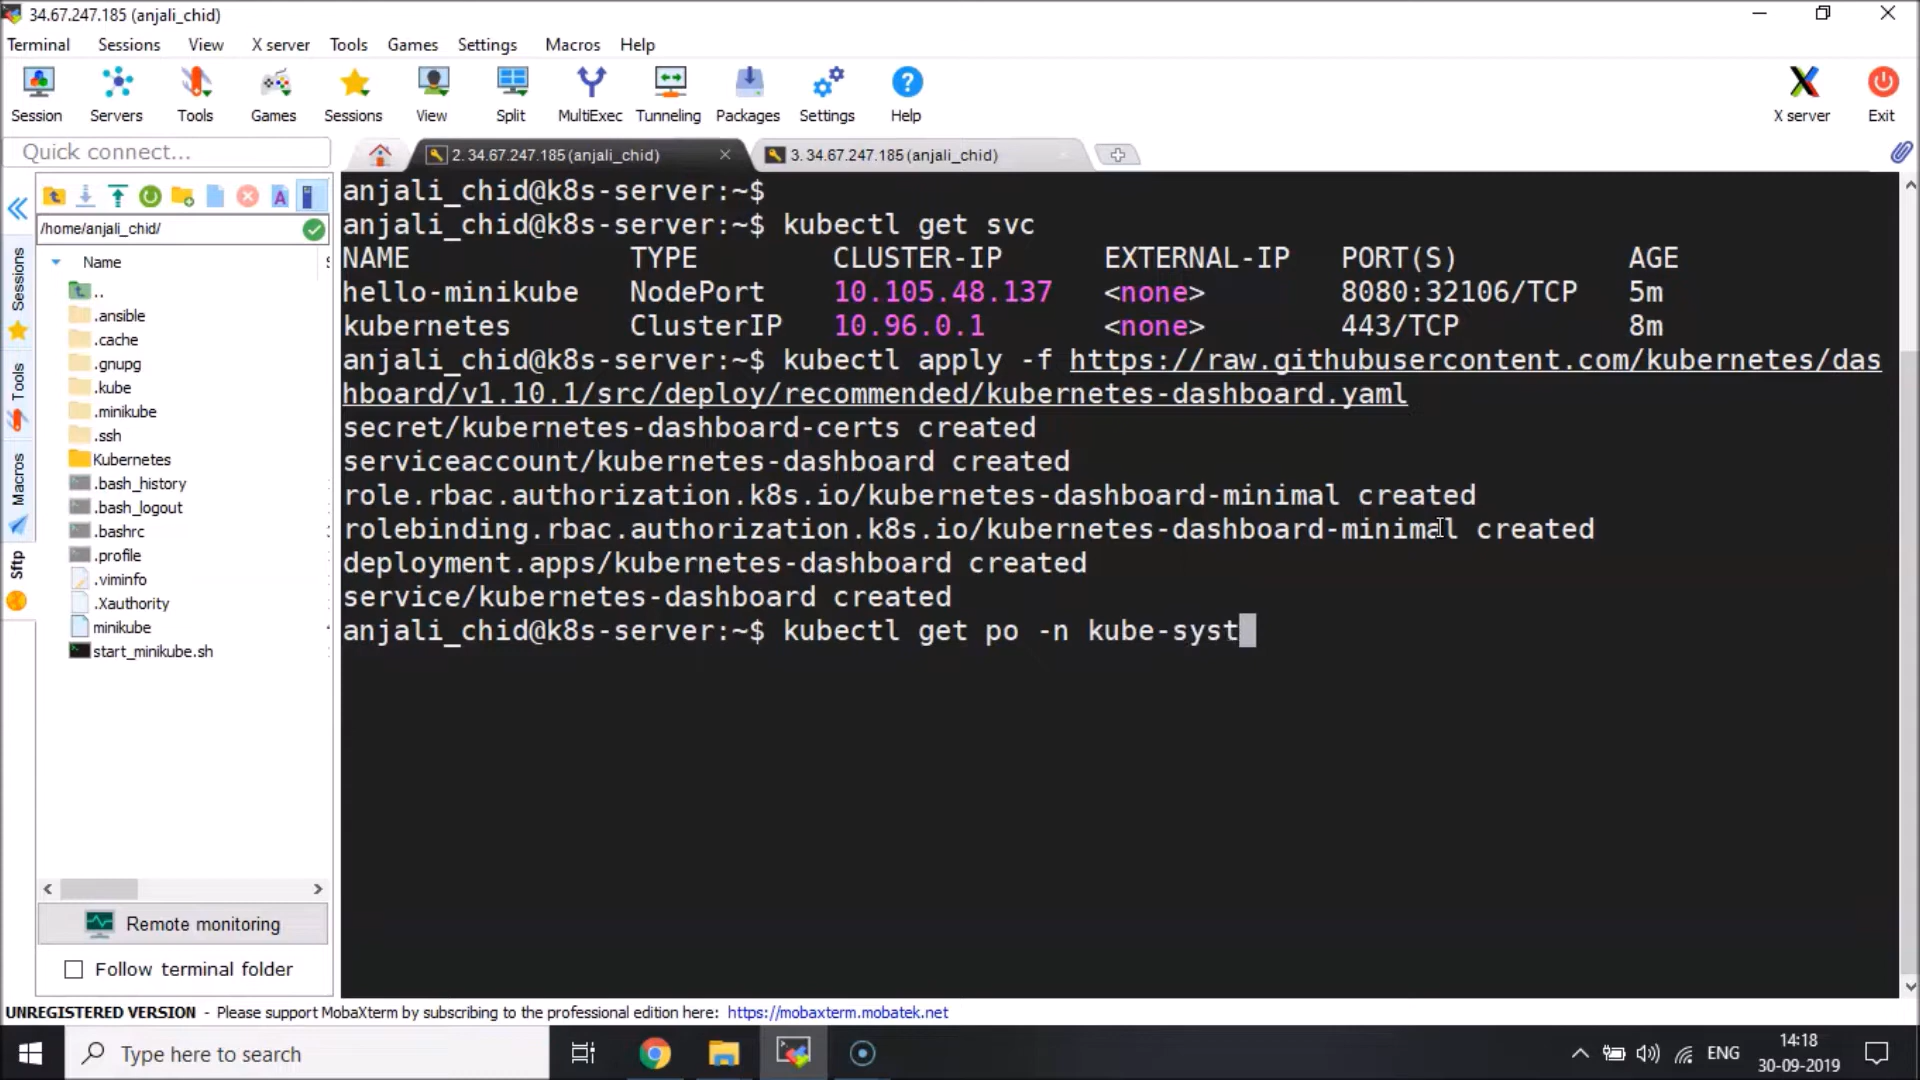 34.67.247.185 (anjali_chid)
Terminal Sessions View X server Tools Games Settings Macros Help
Session Servers Tools Games Sessions View Split MultiExec Tunneling Packages Settings Help X server Exit
Quick connect...
2. 34.67.247.185 (anjali_chid)
3. 34.67.247.185 (anjali_chid)
/home/anjali_chid/
Name
..
.ansible
.cache
.gnupg
.kube
.minikube
.ssh
Kubernetes
.bash_history
.bash_logout
.bashrc
.profile
.viminfo
.Xauthority
minikube
start_minikube.sh
Sessions
Tools
Macros
Sftp
Remote monitoring
Follow terminal folder
anjali_chid@k8s-server:~$
anjali_chid@k8s-server:~$ kubectl get svc
NAME TYPE CLUSTER-IP EXTERNAL-IP PORT(S) AGE
hello-minikube NodePort 10.105.48.137 <none> 8080:32106/TCP 5m
kubernetes ClusterIP 10.96.0.1 <none> 443/TCP 8m
anjali_chid@k8s-server:~$ kubectl apply -f https://raw.githubusercontent.com/kubernetes/das
hboard/v1.10.1/src/deploy/recommended/kubernetes-dashboard.yaml
secret/kubernetes-dashboard-certs created
serviceaccount/kubernetes-dashboard created
role.rbac.authorization.k8s.io/kubernetes-dashboard-minimal created
rolebinding.rbac.authorization.k8s.io/kubernetes-dashboard-minimal created
deployment.apps/kubernetes-dashboard created
service/kubernetes-dashboard created
anjali_chid@k8s-server:~$ kubectl get po -n kube-syst
UNREGISTERED VERSION - Please support MobaXterm by subscribing to the professional edition here: https://mobaxterm.mobatek.net
Type here to search
ENG
14:18
30-09-2019